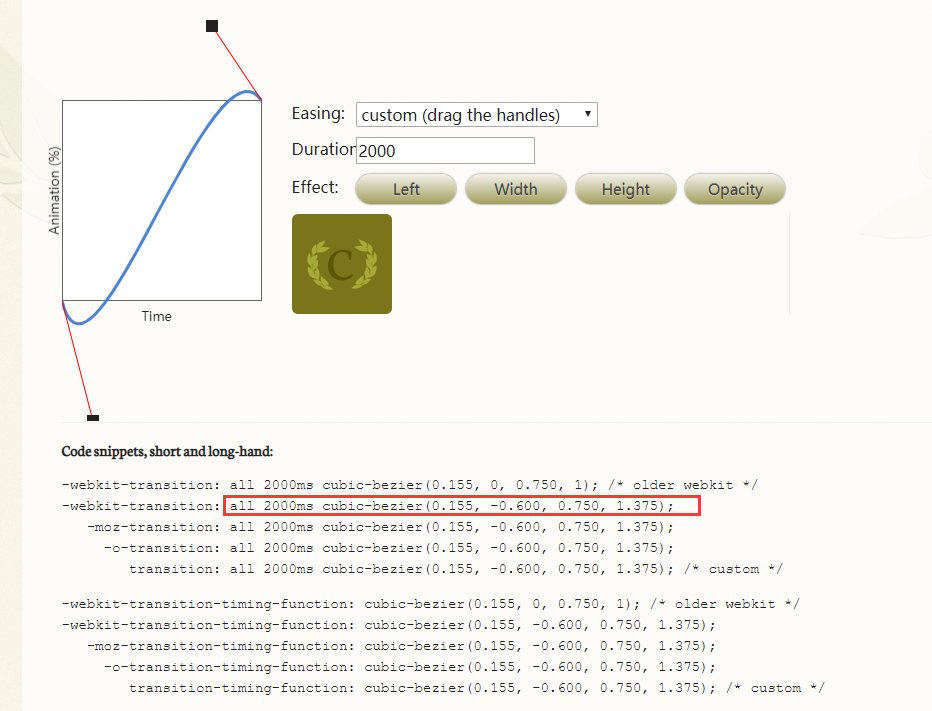 Easing: custom (drag the handles)
Duration 2000
Effect: Left Width Height Opacity
C
Animation (%)
Time
Code snippets, short and long-hand:
-webkit-transition: all 2000ms cubic-bezier(0.155, 0, 0.750, 1); /* older webkit */
-webkit-transition: all 2000ms cubic-bezier(0.155, -0.600, 0.750, 1.375);
-moz-transition: all 2000ms cubic-bezier(0.155, -0.600, 0.750, 1.375);
-o-transition: all 2000ms cubic-bezier(0.155, -0.600, 0.750, 1.375);
transition: all 2000ms cubic-bezier(0.155, -0.600, 0.750, 1.375); /* custom */
-webkit-transition-timing-function: cubic-bezier(0.155, 0, 0.750, 1); /* older webkit */
-webkit-transition-timing-function: cubic-bezier(0.155, -0.600, 0.750, 1.375);
-moz-transition-timing-function: cubic-bezier(0.155, -0.600, 0.750, 1.375);
-o-transition-timing-function: cubic-bezier(0.155, -0.600, 0.750, 1.375);
transition-timing-function: cubic-bezier(0.155, -0.600, 0.750, 1.375); /* custom */